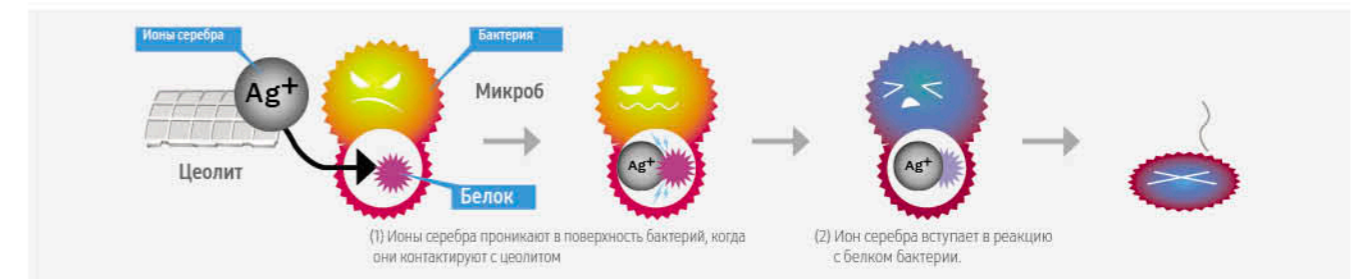 Ионы серебра
Бактерия
Ag+
Микроб
Цеолит
Белок
Ag+
Ag+
(1) Ионы серебра проникают в поверхность бактерий, когда
они контактируют с цеолитом
(2) Ион серебра вступает в реакцию
с белком бактерии.